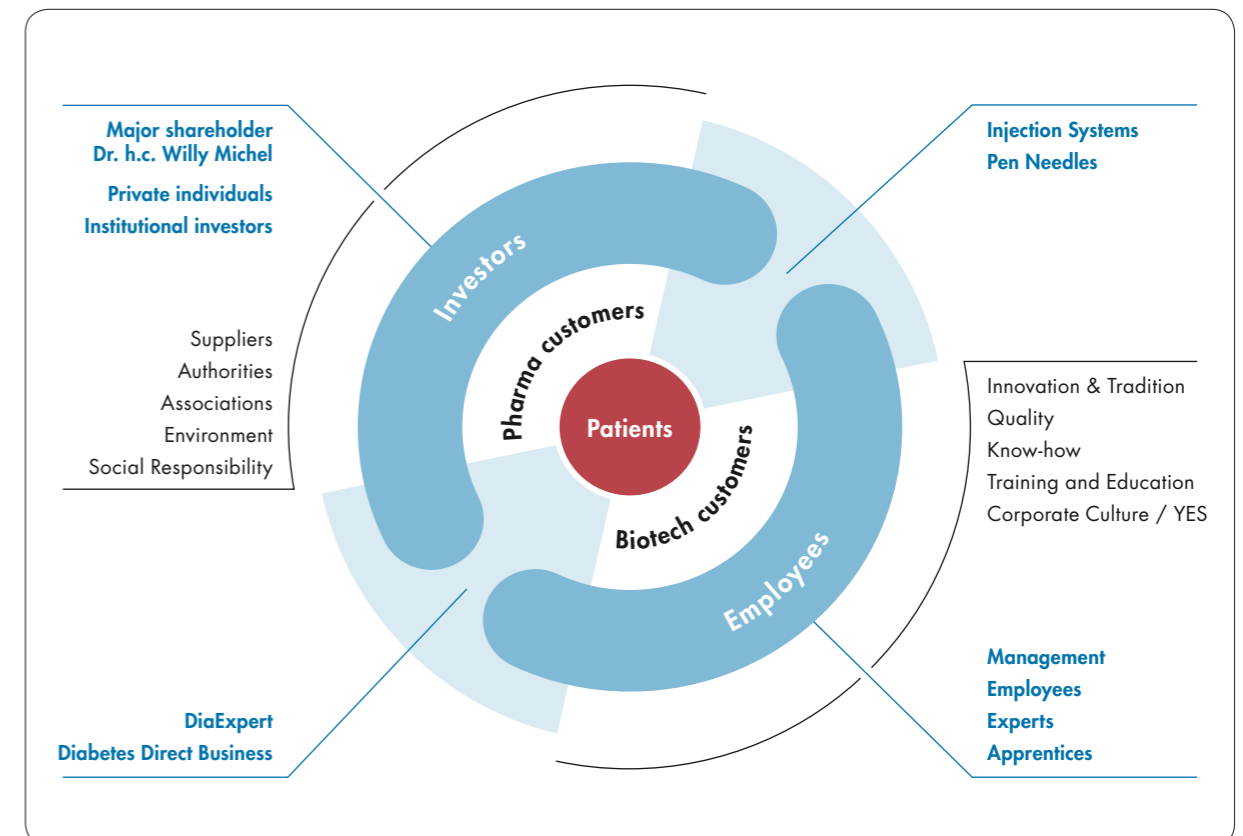 Major shareholder
Dr. h.c. Willy Michel
Private individuals
Institutional investors
Suppliers
Authorities
Associations
Environment
Social Responsibility
DiaExpert
Diabetes Direct Business
Investors
Pharma customers
Patients
Biotech customers
Employees
Injection Systems
Pen Needles
Innovation & Tradition
Quality
Know-how
Training and Education
Corporate Culture / YES
Management
Employees
Experts
Apprentices